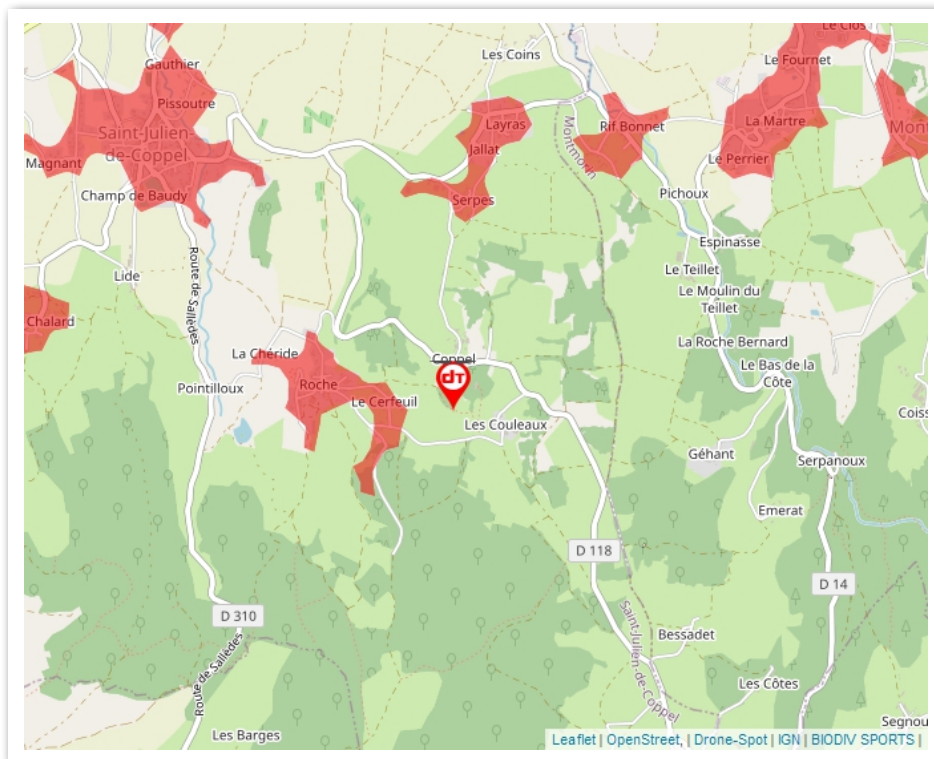 Le Clos
Les Coins
Gauthier
Le Fournet
Pissoutre
Layras
Rif Bonnet
La Martre
Saint-Julien-
de-Coppel
Montmorin
Mont
Jallat
Magnant
Le Perrier
Champ de Baudy
Serpes
Pichoux
Espinasse
Route de Sallèdes
Lide
Le Teillet
Le Moulin du
Teillet
Chalard
La Roche Bernard
La Chéride
Coppel
Le Bas de la
Côte
dT
Pointilloux
Roche
Le Cerfeuil
Les Couleaux
Coiss
Géhant
Serpanoux
Emerat
D 118
D 14
D 310
Saint-Julien-de-Coppel
Bessadet
Route de Sallèdes
Les Côtes
Segnou
Les Barges
Leaflet | OpenStreet, | Drone-Spot | IGN | BIODIV SPORTS |